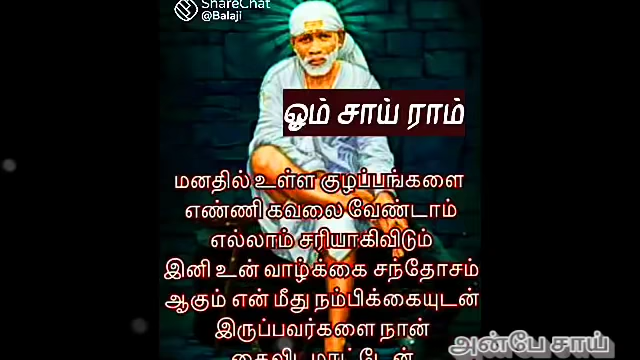 ShareChat
@Balaji
ஓம் சாய் ராம்
மனதில் உள்ள குழப்பங்களை
எண்ணி கவலை வேண்டாம்
எல்லாம் சரியாகிவிடும்
இனி உன் வாழ்க்கை சந்தோசம்
ஆகும் என் மீது நம்பிக்கையுடன்
இருப்பவர்களை நான்
கைவிட மாட்டேன்
அன்பே சாய்